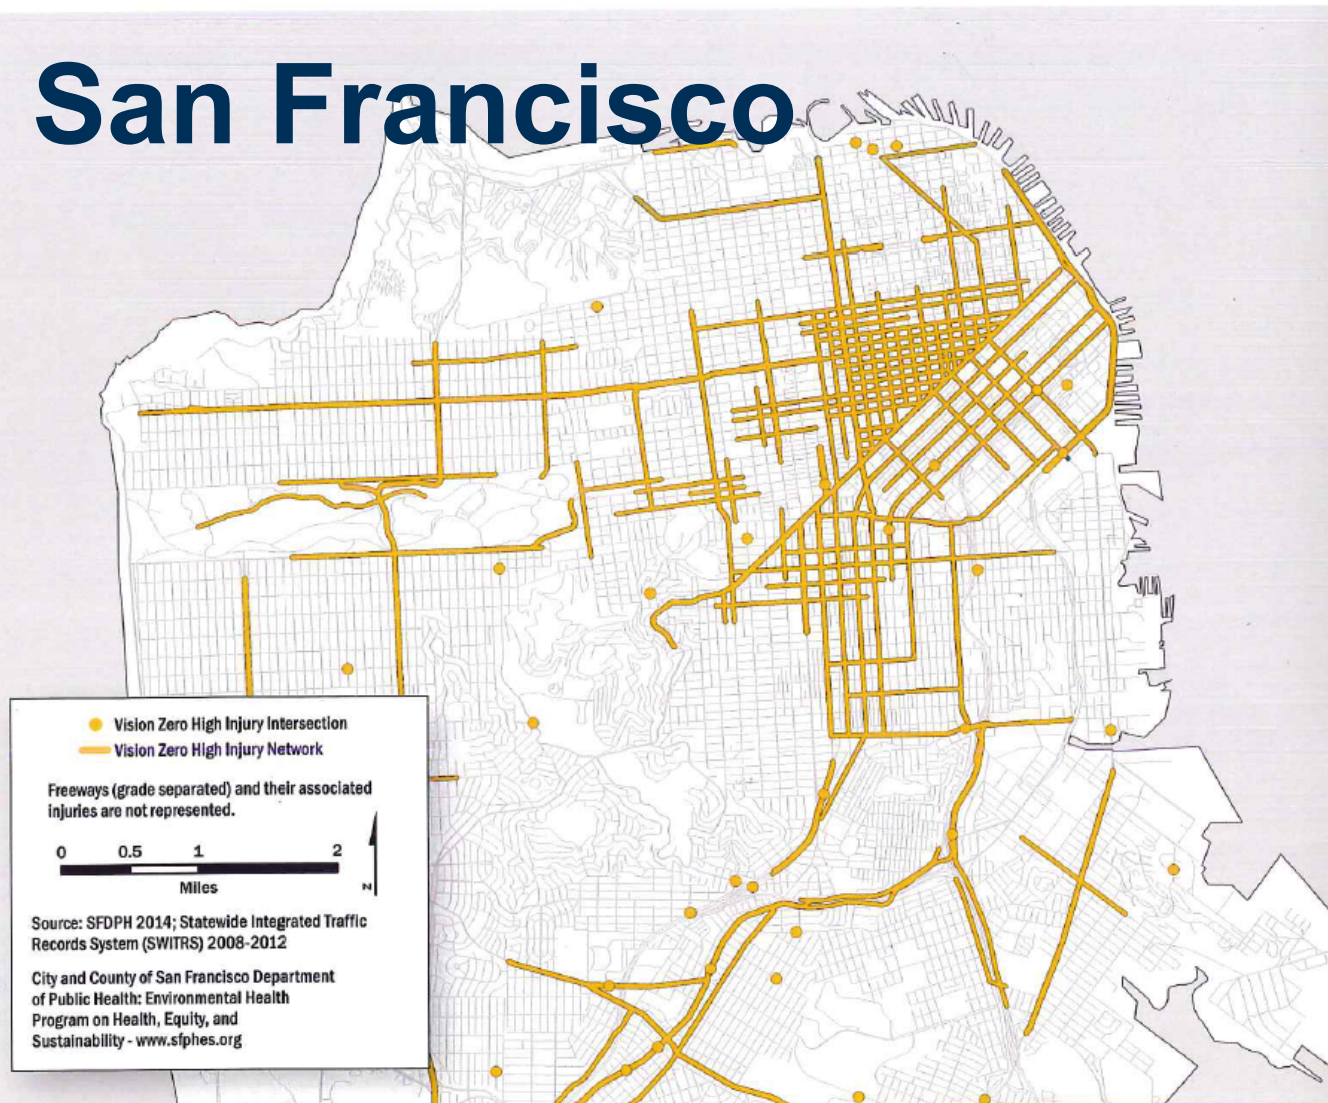 San Francisco
Vision Zero High Injury Intersection
Vision Zero High Injury Network
Freeways (grade separated) and their associated
injuries are not represented.
0 0.5 1 2
Miles
N
Source: SFDPH 2014; Statewide Integrated Traffic
Records System (SWITRS) 2008-2012
City and County of San Francisco Department
of Public Health: Environmental Health
Program on Health, Equity, and
Sustainability - www.sfphes.org